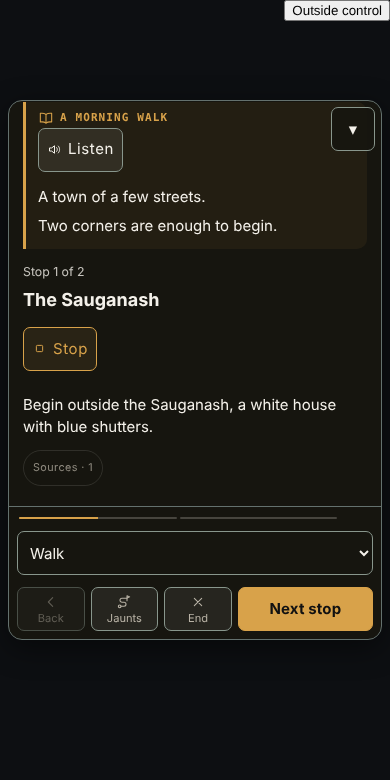 Outside control
A MORNING WALK
▼
Listen
A town of a few streets.
Two corners are enough to begin.
Stop 1 of 2
The Sauganash
Stop
Begin outside the Sauganash, a white house
with blue shutters.
Sources · 1
Walk
Back
Jaunts
End
Next stop